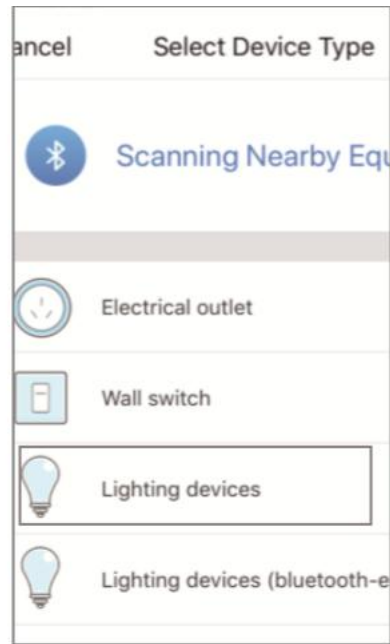 ancel
Select Device Type
Scanning Nearby Equ
Electrical outlet
Wall switch
Lighting devices
Lighting devices (bluetooth-e